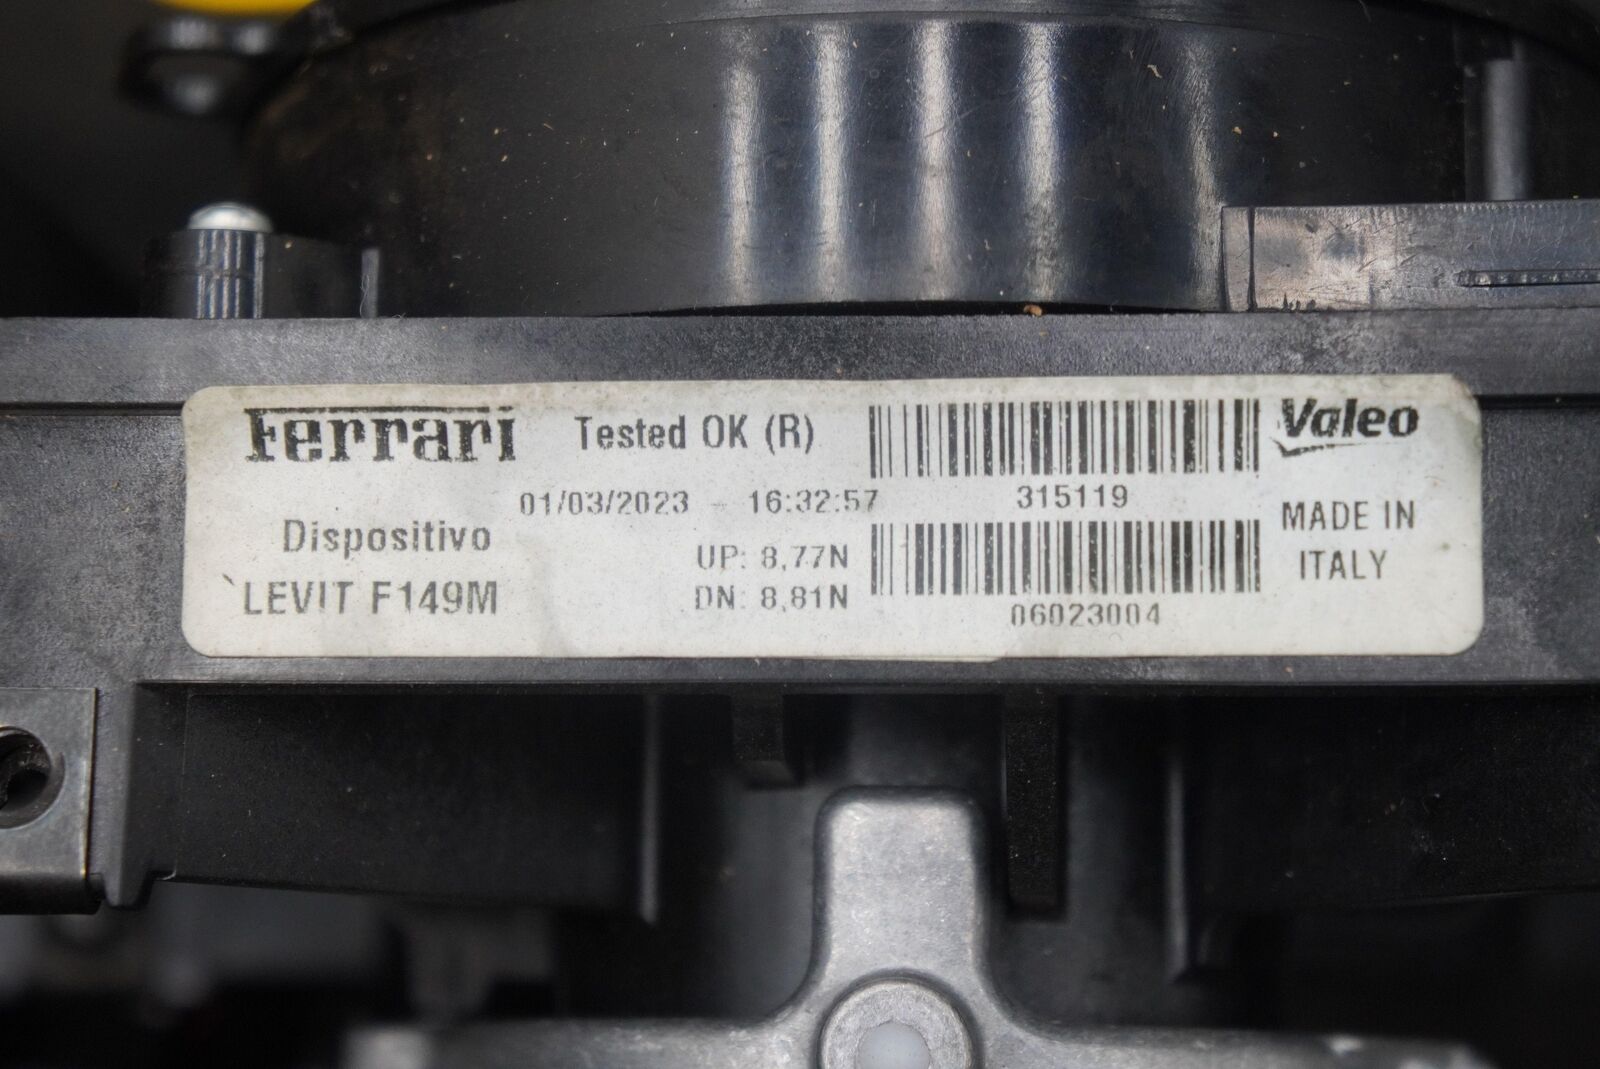 Ferrari
Tested OK (R)
Valeo
01/03/2023 - 16:32:57
315119
Dispositivo
LEVIT F149M
UP: 8,77N
DN: 8,81N
06023004
MADE IN
ITALY